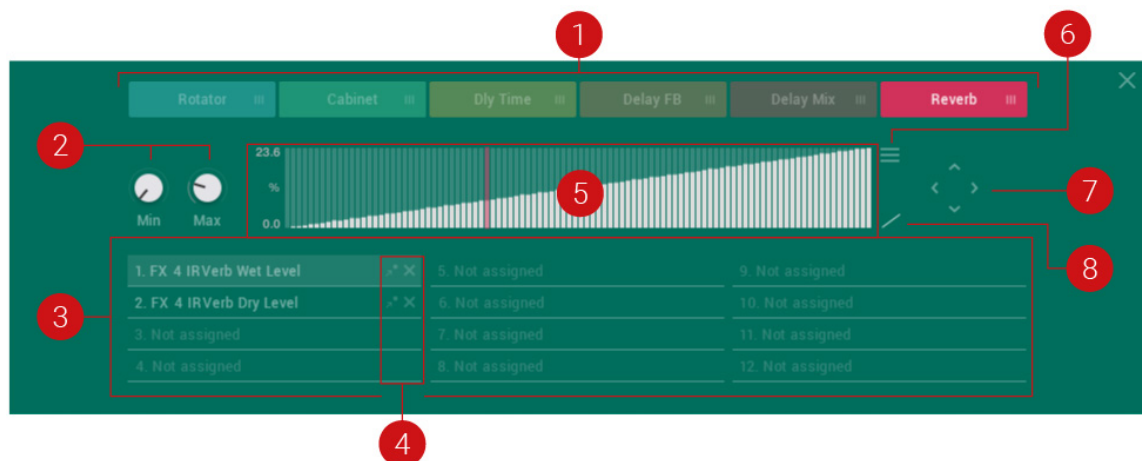 1
6
Rotator
Cabinet
Dly Time
Delay FB
Delay Mix
Reverb
2
23.6
%
0.0
5
7
Min
Max
8
1. FX 4 IRVerb Wet Level
5. Not assigned
9. Not assigned
2. FX 4 IRVerb Dry Level
6. Not assigned
10. Not assigned
3
3. Not assigned
7. Not assigned
11. Not assigned
4. Not assigned
8. Not assigned
12. Not assigned
4